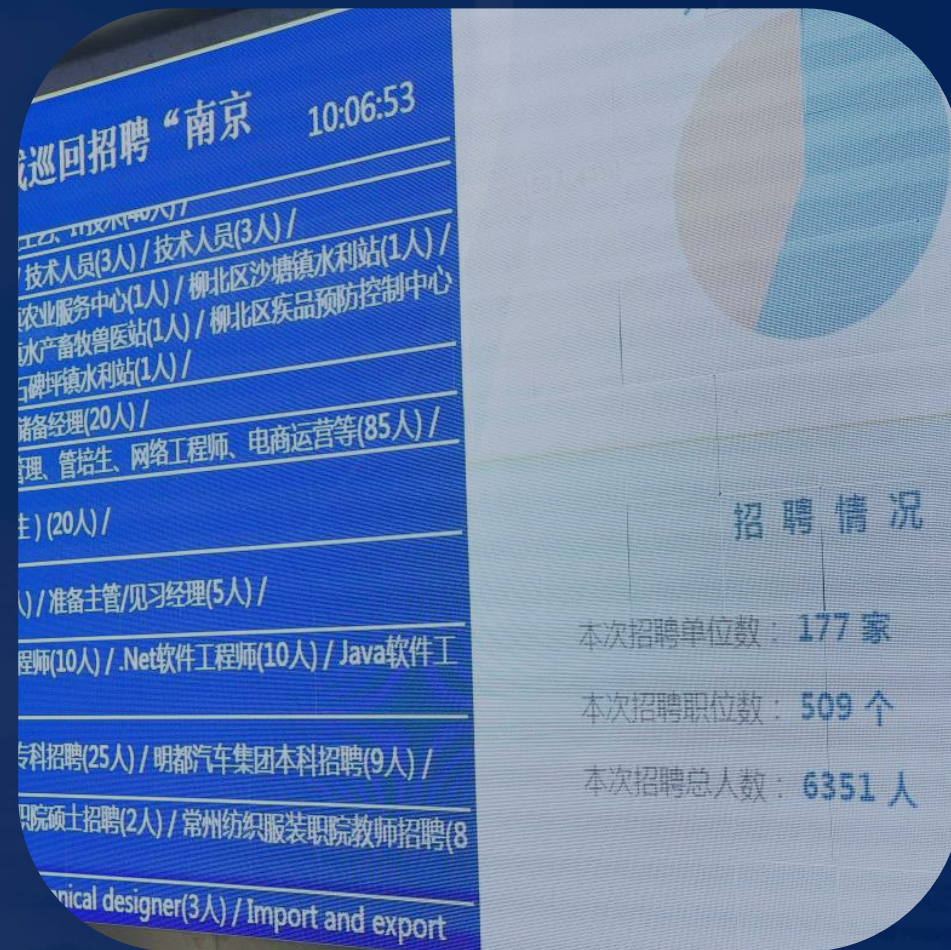 巡回招聘“南京
10:06:53
IT技术(40人) /
/ 技术人员(3人) / 技术人员(3人) /
农业服务中心(1人) / 柳北区沙塘镇水利站(1人) /
水产畜牧兽医站(1人) / 柳北区疾品预防控制中心
石碑坪镇水利站(1人) /
储备经理(20人) /
管理、管培生、网络工程师、电商运营等(85人) /
生) (20人) /
) / 准备主管/见习经理(5人) /
程师(10人) / .Net软件工程师(10人) / Java软件工
专科招聘(25人) / 明都汽车集团本科招聘(9人) /
职院硕士招聘(2人) / 常州纺织服装职院教师招聘(8
designer(3人) / Import and export
招聘情况
本次招聘单位数: 177 家
本次招聘职位数: 509 个
本次招聘总人数: 6351 人